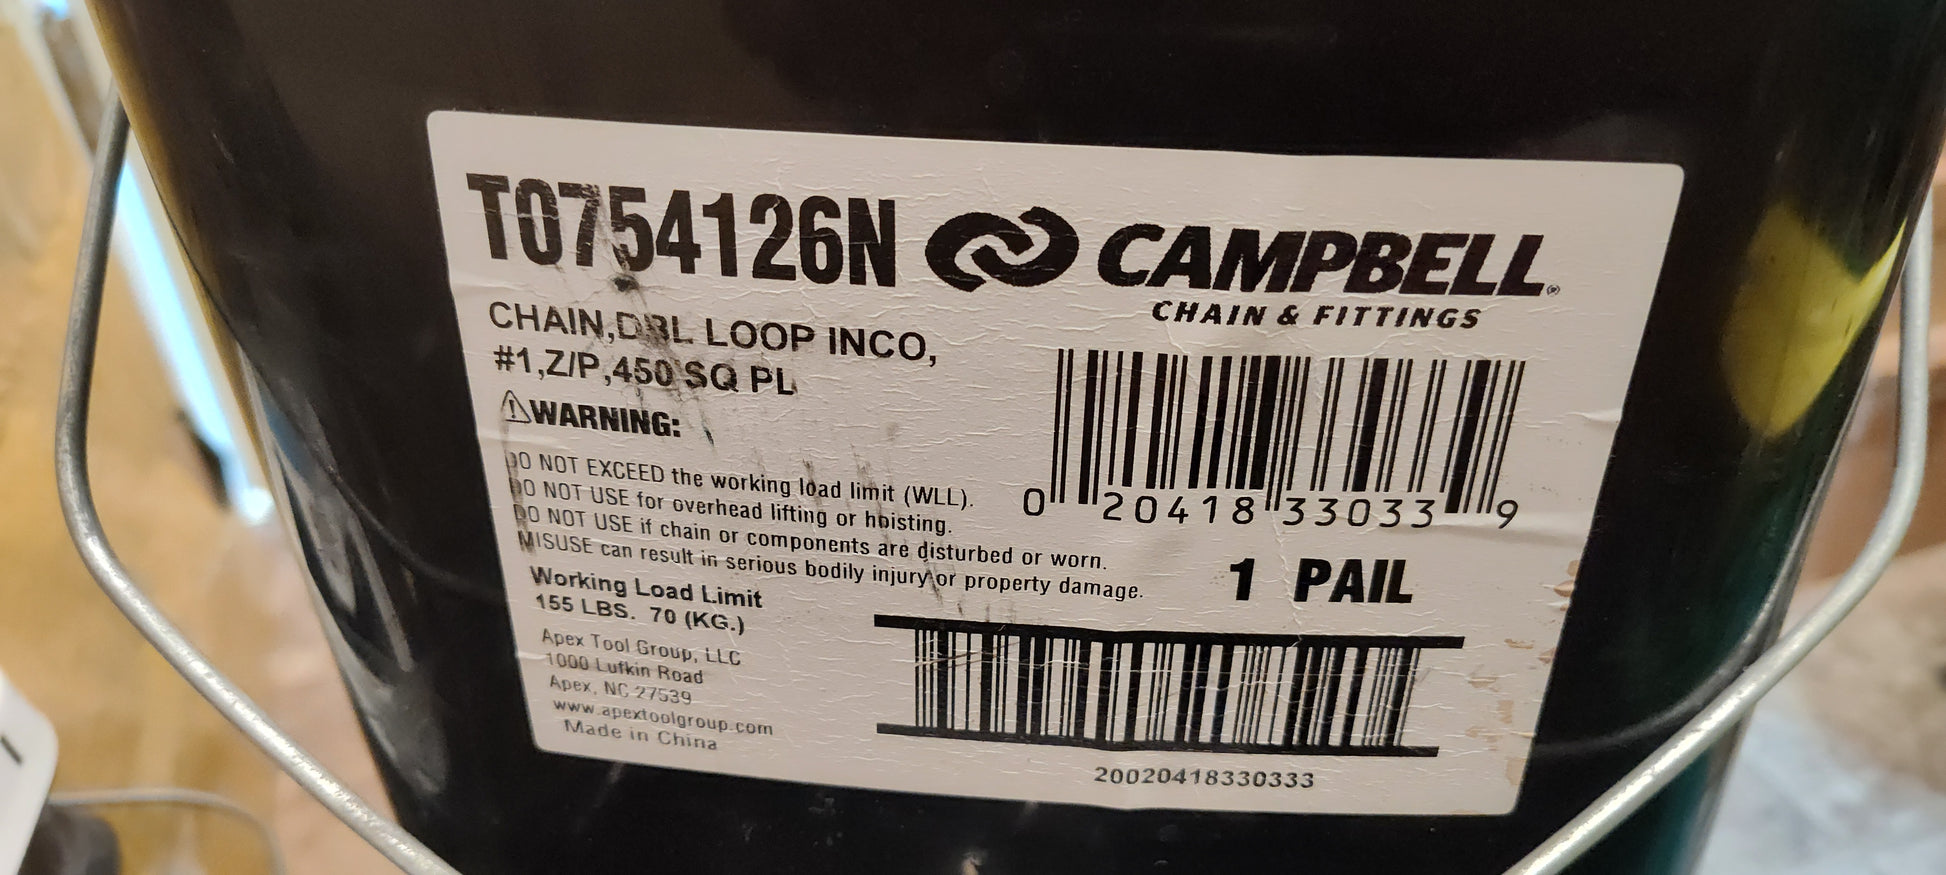 T0754126N
CAMPBELL®
CHAIN & FITTINGS
CHAIN,DBL LOOP INCO,
#1,Z/P,450 SQ PL
⚠WARNING:
DO NOT EXCEED the working load limit (WLL).
DO NOT USE for overhead lifting or hoisting.
DO NOT USE if chain or components are disturbed or worn.
MISUSE can result in serious bodily injury or property damage.
Working Load Limit
155 LBS. 70 (KG.)
Apex Tool Group, LLC
1000 Lufkin Road
Apex, NC 27539
www.apextoolgroup.com
Made in China
0 20418 33033 9
1 PAIL
20020418330333